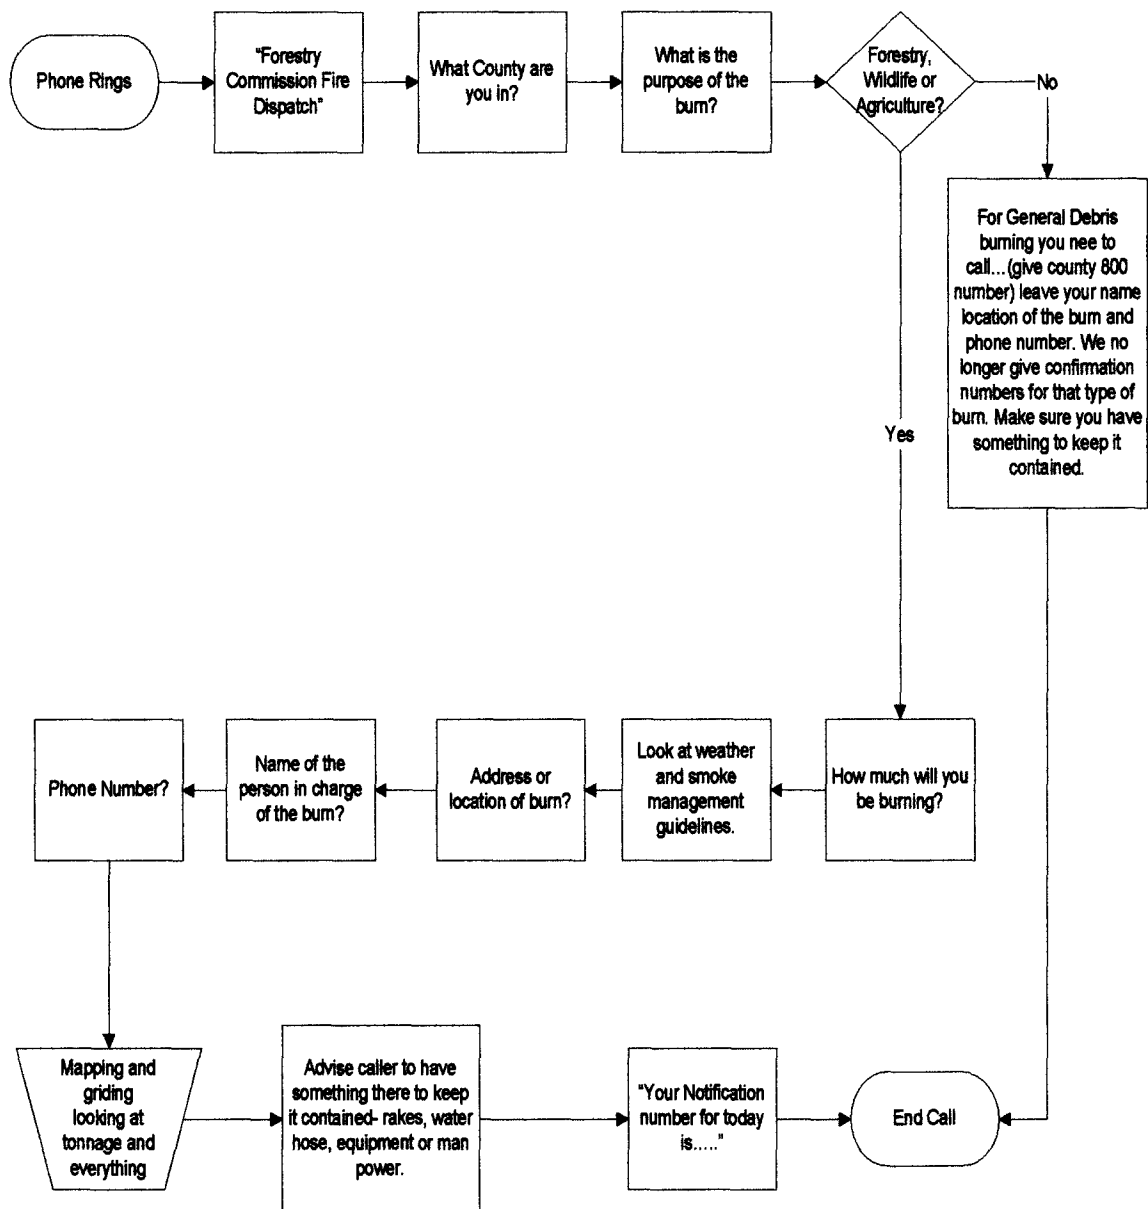 Phone Rings
"Forestry
Commission Fire
Dispatch"
What County are
you in?
What is the
purpose of the
burn?
Forestry,
Wildlife or
Agriculture?
No
For General Debris
burning you nee to
call...(give county 800
number) leave your name
location of the burn and
phone number. We no
longer give confirmation
numbers for that type of
burn. Make sure you have
something to keep it
contained.
Yes
How much will you
be burning?
Look at weather
and smoke
management
guidelines.
Address or
location of burn?
Name of the
person in charge
of the burn?
Phone Number?
Mapping and
griding
looking at
tonnage and
everything
Advise caller to have
something there to keep
it contained- rakes, water
hose, equipment or man
power.
"Your Notification
number for today
is....."
End Call